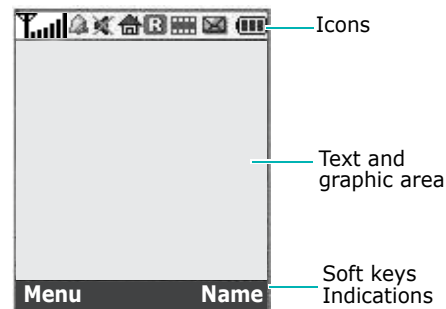 R
Icons
Text and
graphic area
Soft keys
Indications
Menu Name